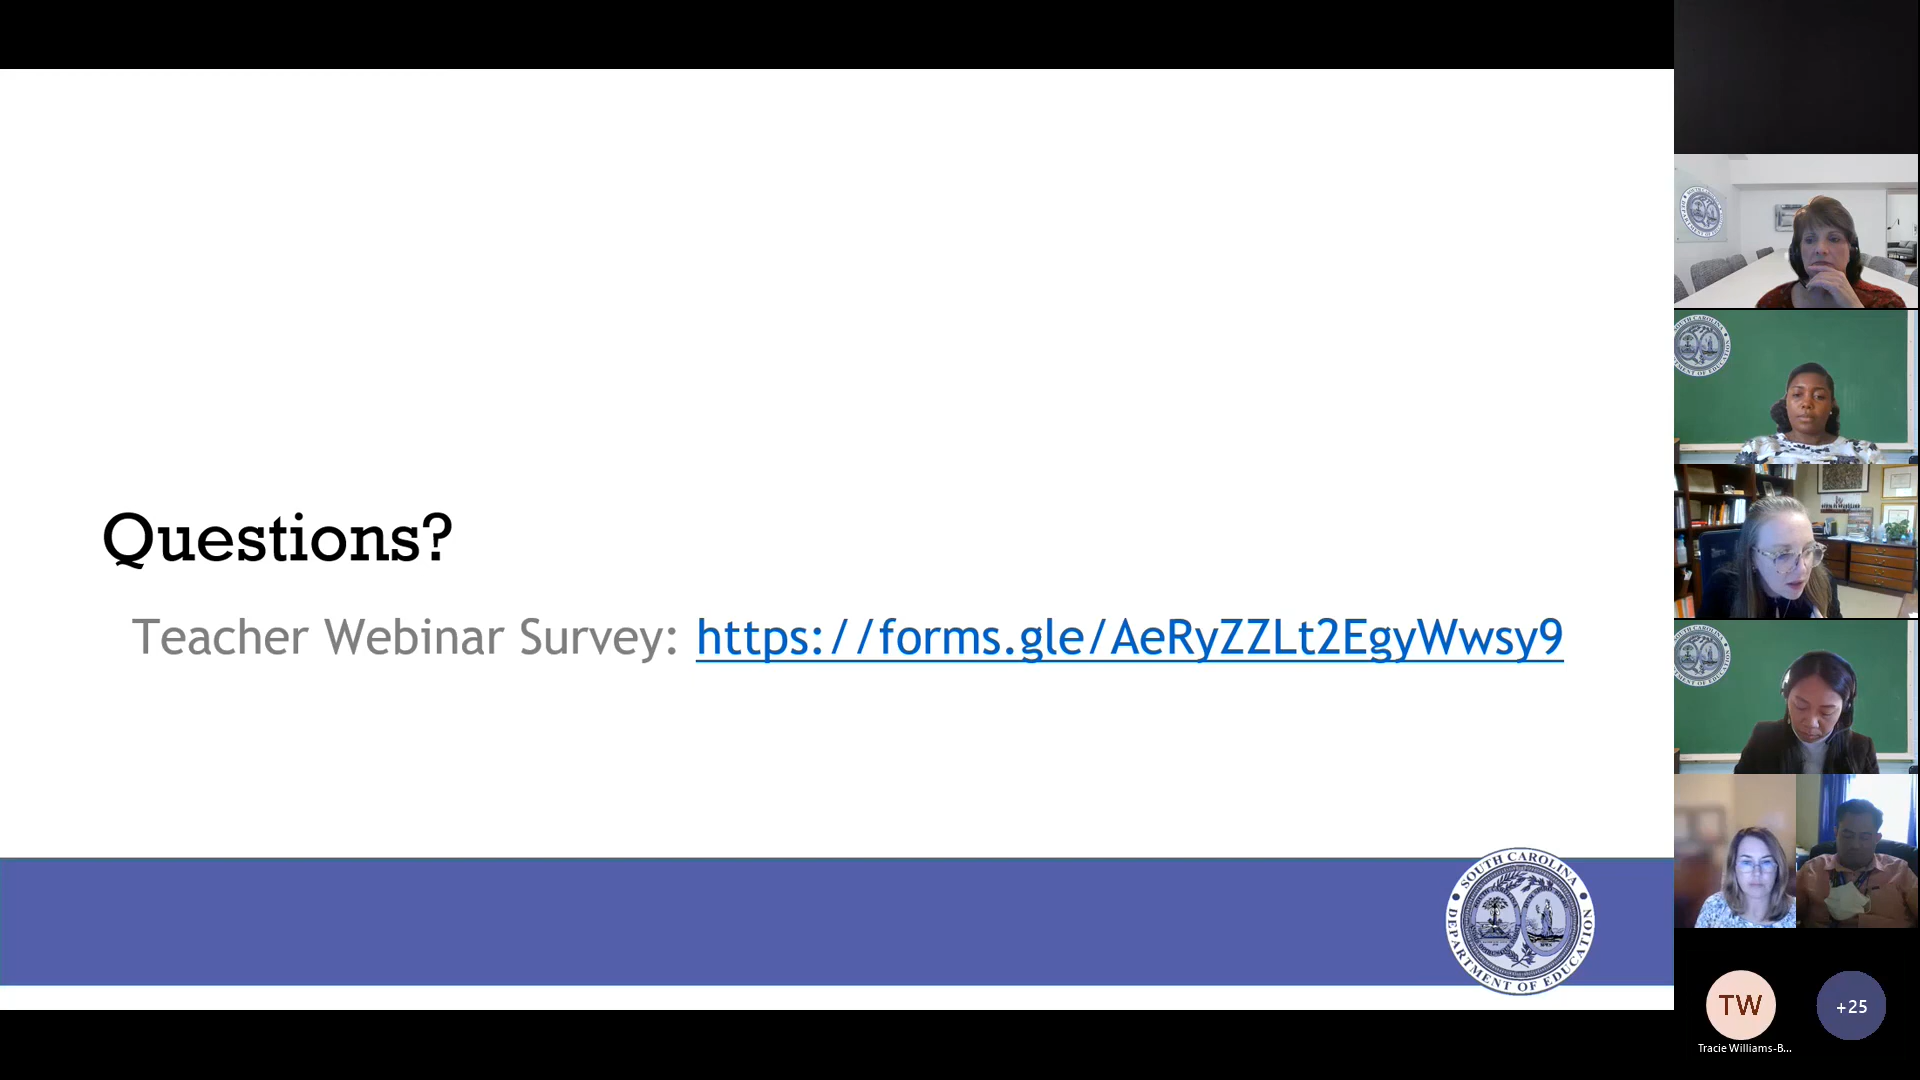 Questions?
Teacher Webinar Survey: https://forms.gle/AeRyZZLt2EgyWwsy9
SOUTH CAROLINA
DEPARTMENT OF EDUCATION
TW
+25
Tracie Williams-B...